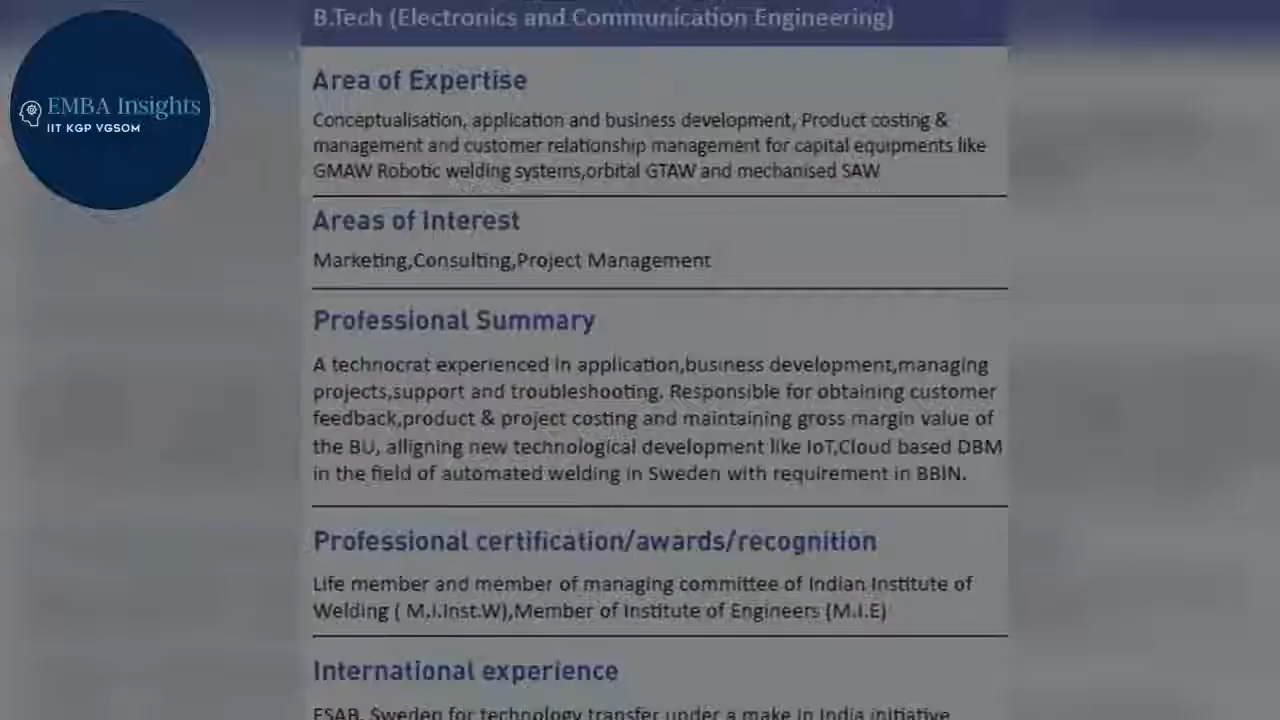 B.Tech (Electronics and Communication Engineering)
EMBA Insights
IIT KGP VGSOM
Area of Expertise
Conceptualisation, application and business development, Product costing &
management and customer relationship management for capital equipments like
GMAW Robotic welding systems,orbital GTAW and mechanised SAW
Areas of Interest
Marketing,Consulting,Project Management
Professional Summary
A technocrat experienced in application,business development,managing
projects,support and troubleshooting. Responsible for obtaining customer
feedback,product & project costing and maintaining gross margin value of
the BU, alligning new technological development like IoT,Cloud based DBM
in the field of automated welding in Sweden with requirement in BBIN.
Professional certification/awards/recognition
Life member and member of managing committee of Indian Institute of
Welding ( M.I.Inst.W),Member of Institute of Engineers (M.I.E)
International experience
ESAB, Sweden for technology transfer under a make in India initiative